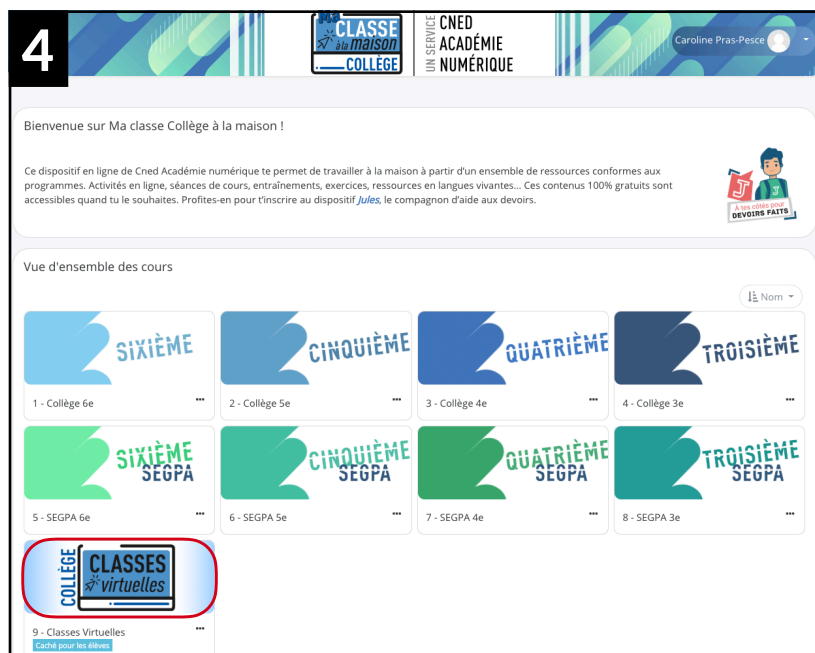 4
Ma
CLASSE
à la maison
COLLÈGE
UN SERVICE
CNED
ACADÉMIE
NUMÉRIQUE
Caroline Pras-Pesce
Bienvenue sur Ma classe Collège à la maison !
Ce dispositif en ligne de Cned Académie numérique te permet de travailler à la maison à partir d'un ensemble de ressources conformes aux
programmes. Activités en ligne, séances de cours, entraînements, exercices, ressources en langues vivantes... Ces contenus 100% gratuits sont
accessibles quand tu le souhaites. Profites-en pour t'inscrire au dispositif Jules, le compagnon d'aide aux devoirs.
J J
À tes côtés pour
DEVOIRS FAITS
Vue d'ensemble des cours
Nom
SIXIÈME
CINQUIÈME
QUATRIÈME
TROISIÈME
1 - Collège 6e
2 - Collège 5e
3 - Collège 4e
4 - Collège 3e
SIXIÈME
SEGPA
CINQUIÈME
SEGPA
QUATRIÈME
SEGPA
TROISIÈME
SEGPA
5 - SEGPA 6e
6 - SEGPA 5e
7 - SEGPA 4e
8 - SEGPA 3e
COLLÈGE
CLASSES
virtuelles
9 - Classes Virtuelles
Caché pour les élèves